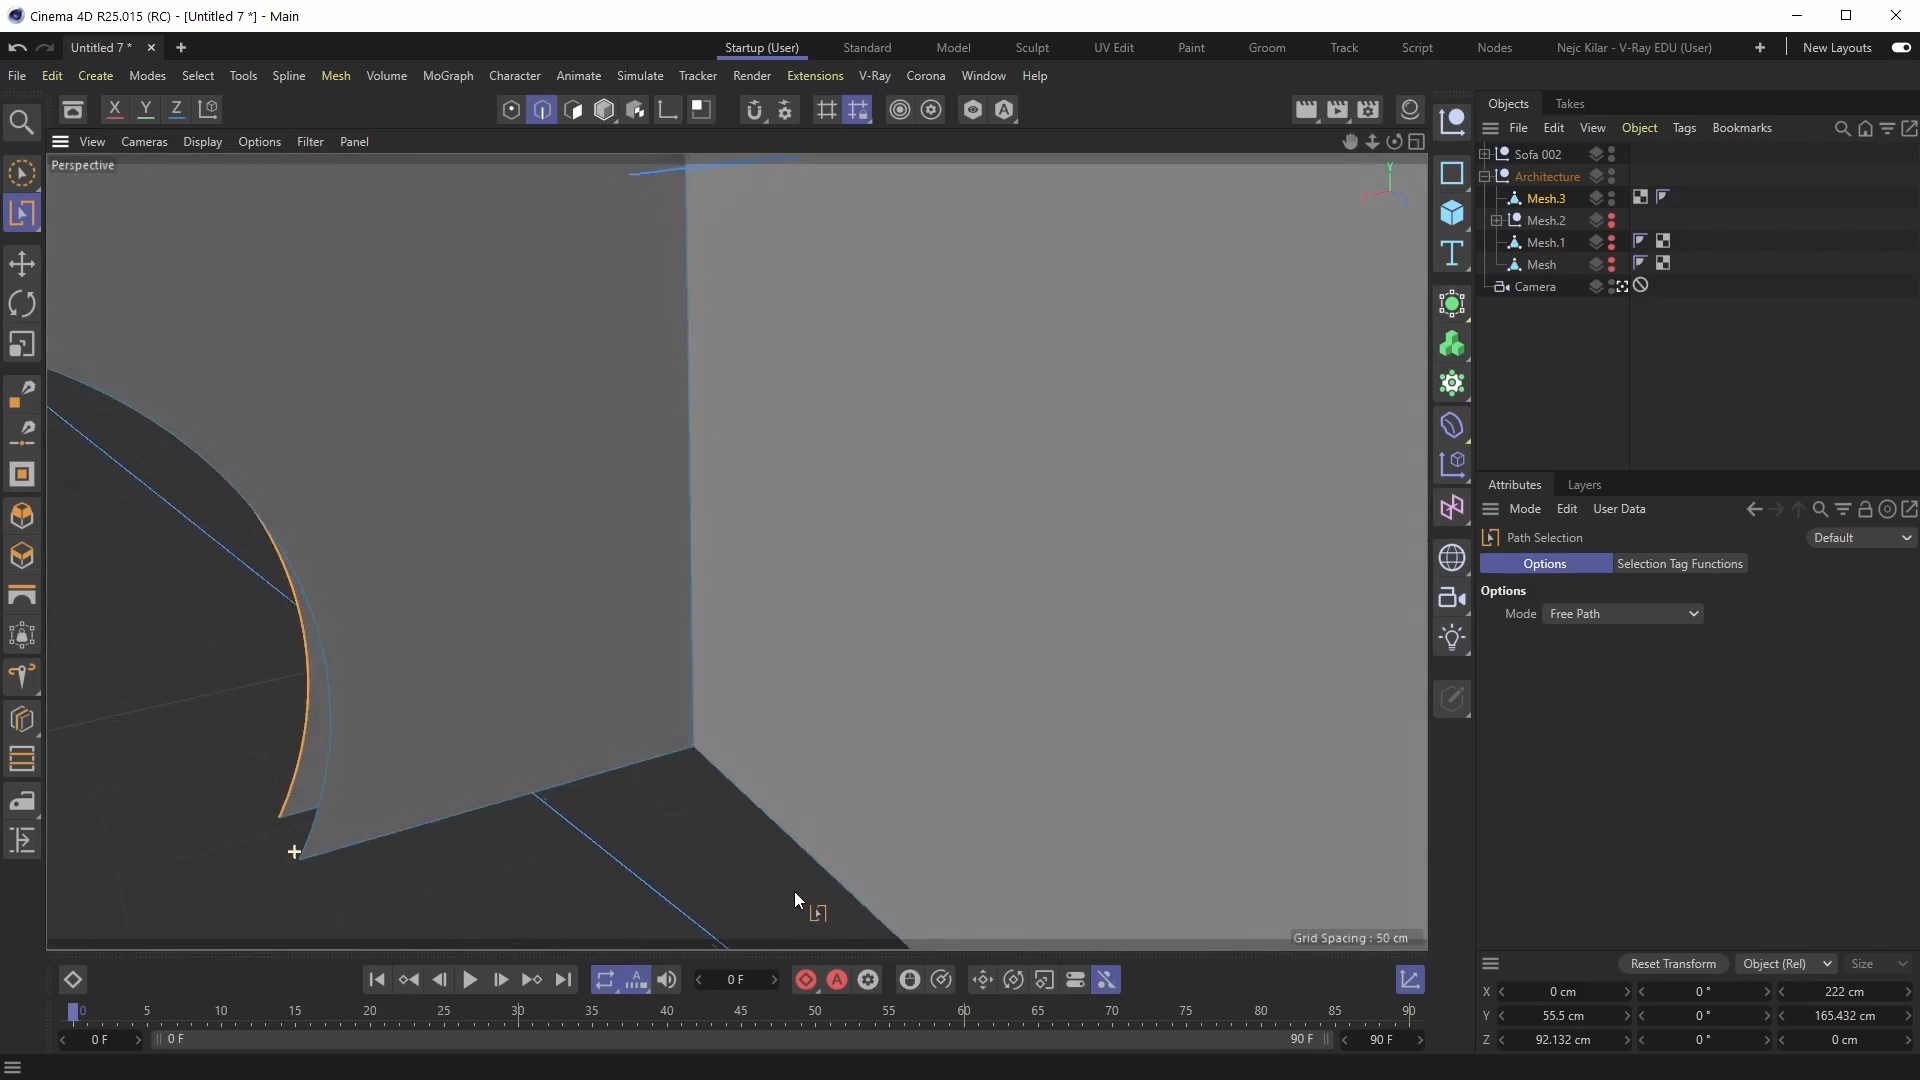 Cinema 4D R25.015 (RC) - [Untitled 7 *] - Main
Untitled 7 *
Startup (User) Standard Model Sculpt UV Edit Paint Groom Track Script Nodes Nejc Kilar - V-Ray EDU (User) New Layouts
File Edit Create Modes Select Tools Spline Mesh Volume MoGraph Character Animate Simulate Tracker Render Extensions V-Ray Corona Window Help
X Y Z
Objects Takes
File Edit View Object Tags Bookmarks
View Cameras Display Options Filter Panel
Perspective
Y
Sofa 002
Architecture
Mesh.3
Mesh.2
Mesh.1
Mesh
Camera
Attributes Layers
Mode Edit User Data
Path Selection Default
Options Selection Tag Functions
Options
Mode Free Path
Grid Spacing : 50 cm
0 F
Reset Transform Object (Rel) Size
X 0 cm 0 ° 222 cm
Y 55.5 cm 0 ° 165.432 cm
Z 92.132 cm 0 ° 0 cm
0 5 10 15 20 25 30 35 40 45 50 55 60 65 70 75 80 85 90
0 F 0 F 90 F 90 F